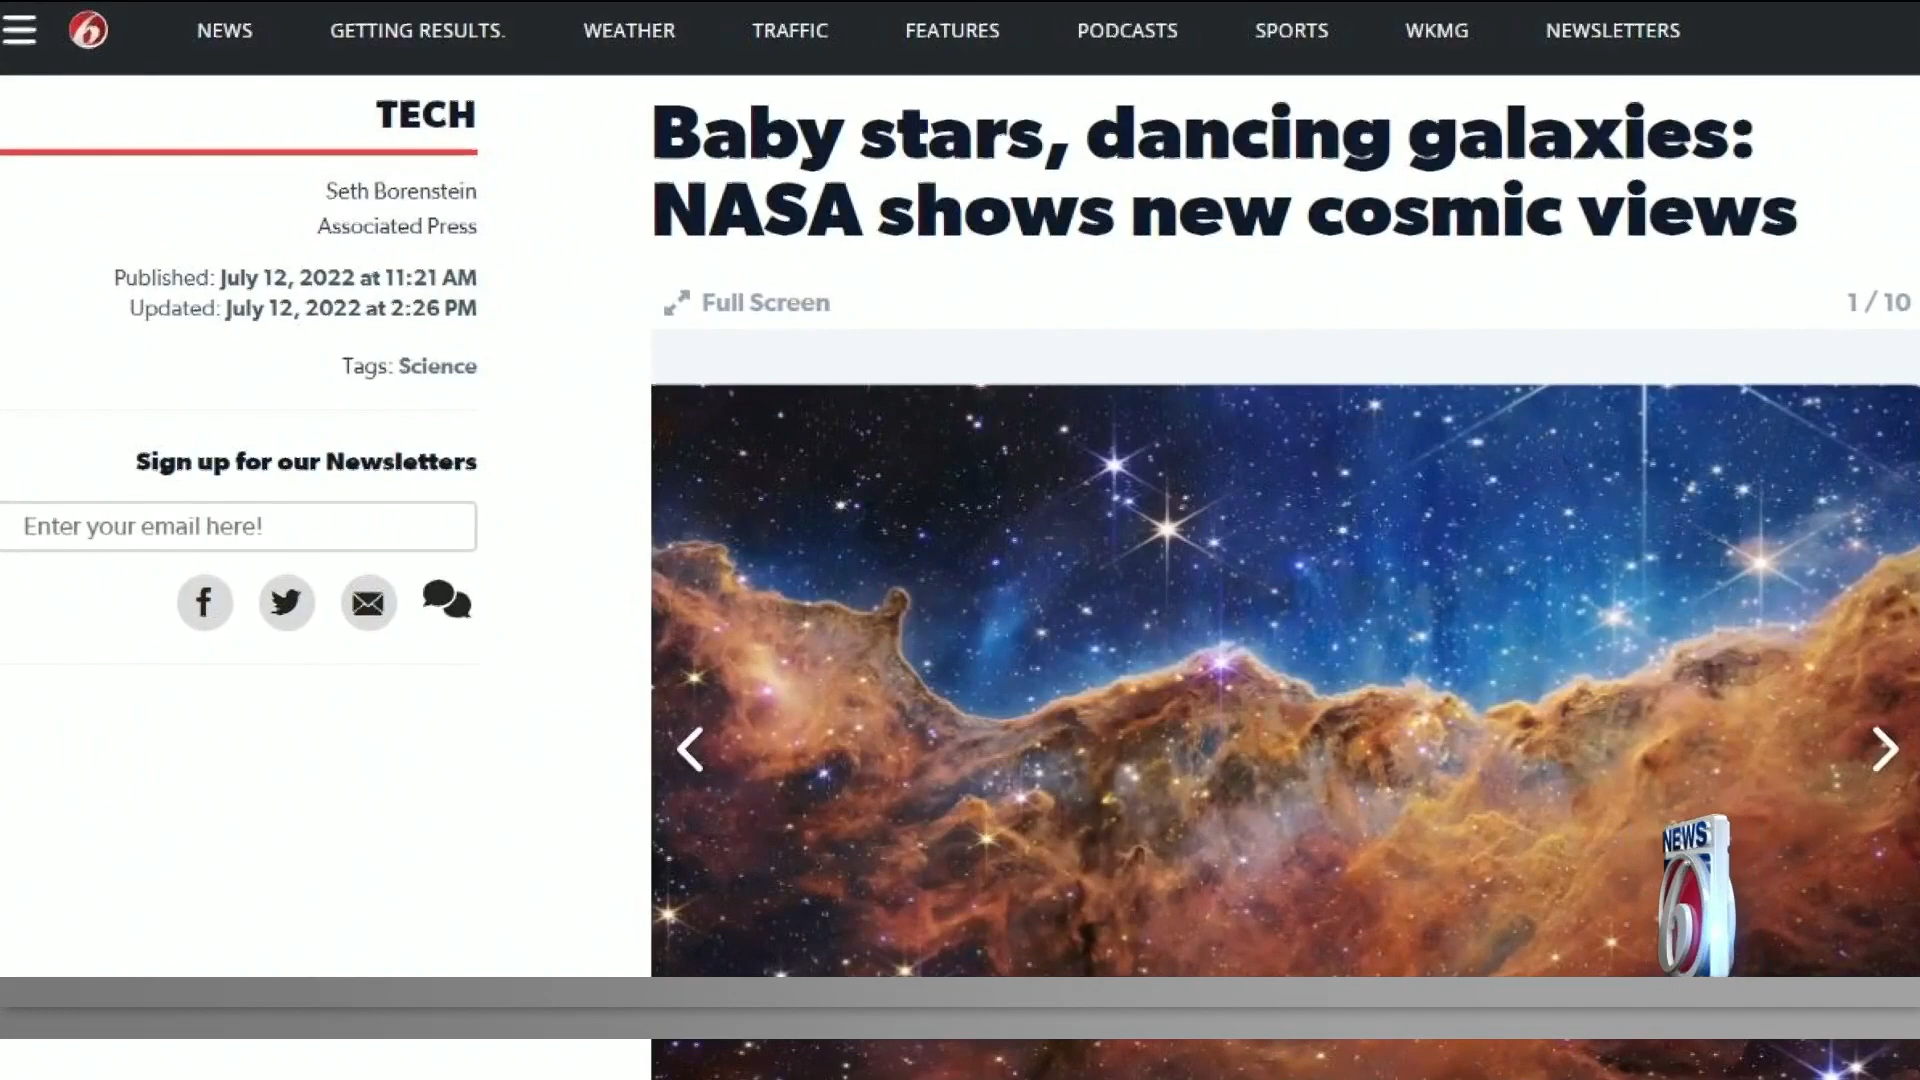 6
NEWS
GETTING RESULTS.
WEATHER
TRAFFIC
FEATURES
PODCASTS
SPORTS
WKMG
NEWSLETTERS
TECH
Seth Borenstein
Associated Press
Published: July 12, 2022 at 11:21 AM
Updated: July 12, 2022 at 2:26 PM
Tags: Science
Sign up for our Newsletters
Enter your email here!
Baby stars, dancing galaxies:
NASA shows new cosmic views
Full Screen
1 / 10
NEWS
6